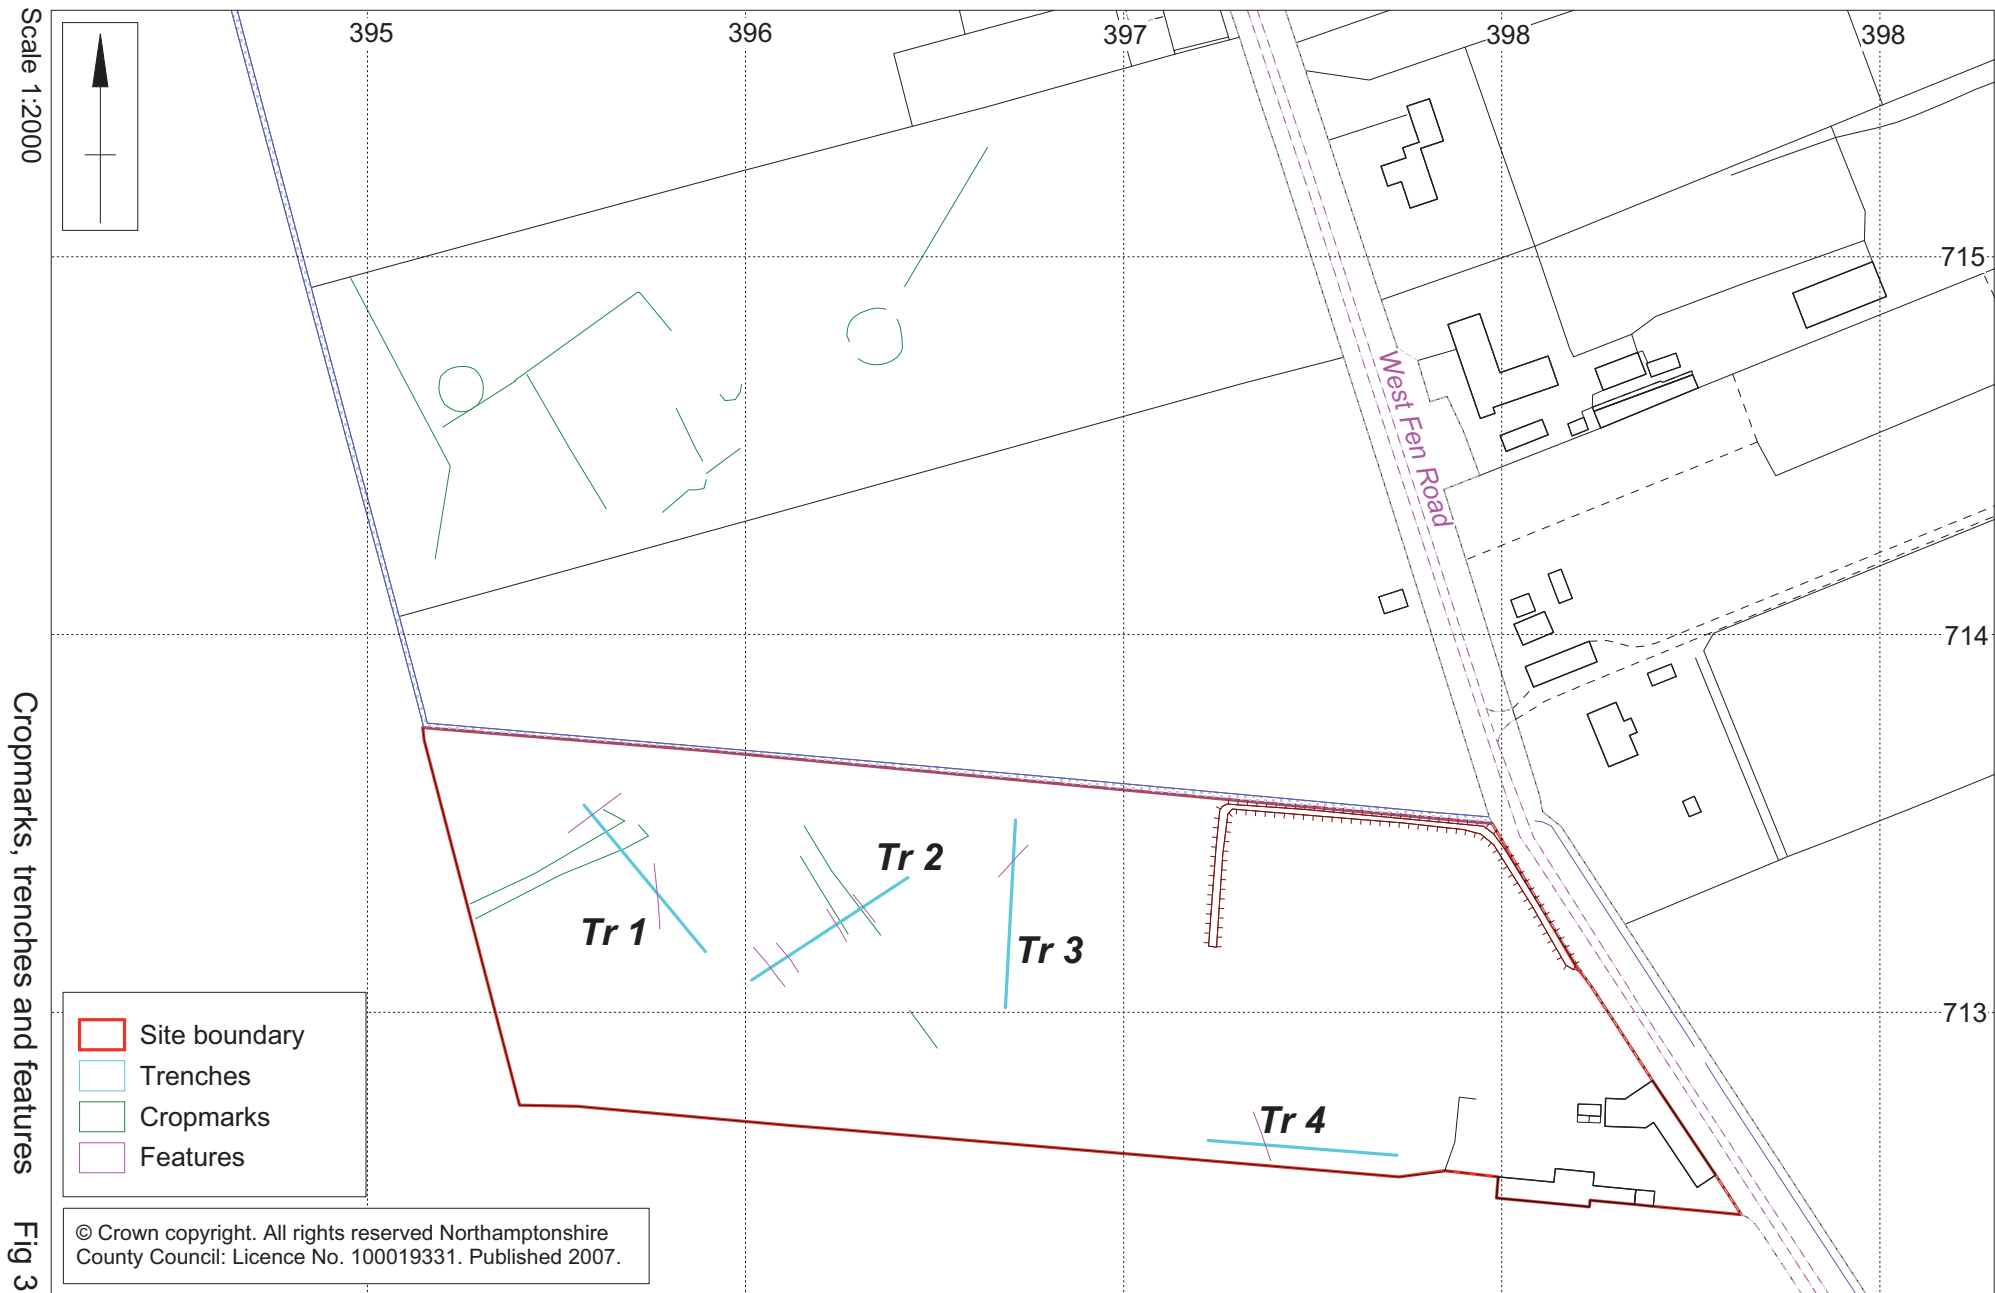 395
396
397
398
398
715
714
713
West Fen Road
Tr 1
Tr 2
Tr 3
Tr 4
Site boundary
Trenches
Cropmarks
Features
© Crown copyright. All rights reserved Northamptonshire
County Council: Licence No. 100019331. Published 2007.
Scale 1:2000
Cropmarks, trenches and features Fig 3